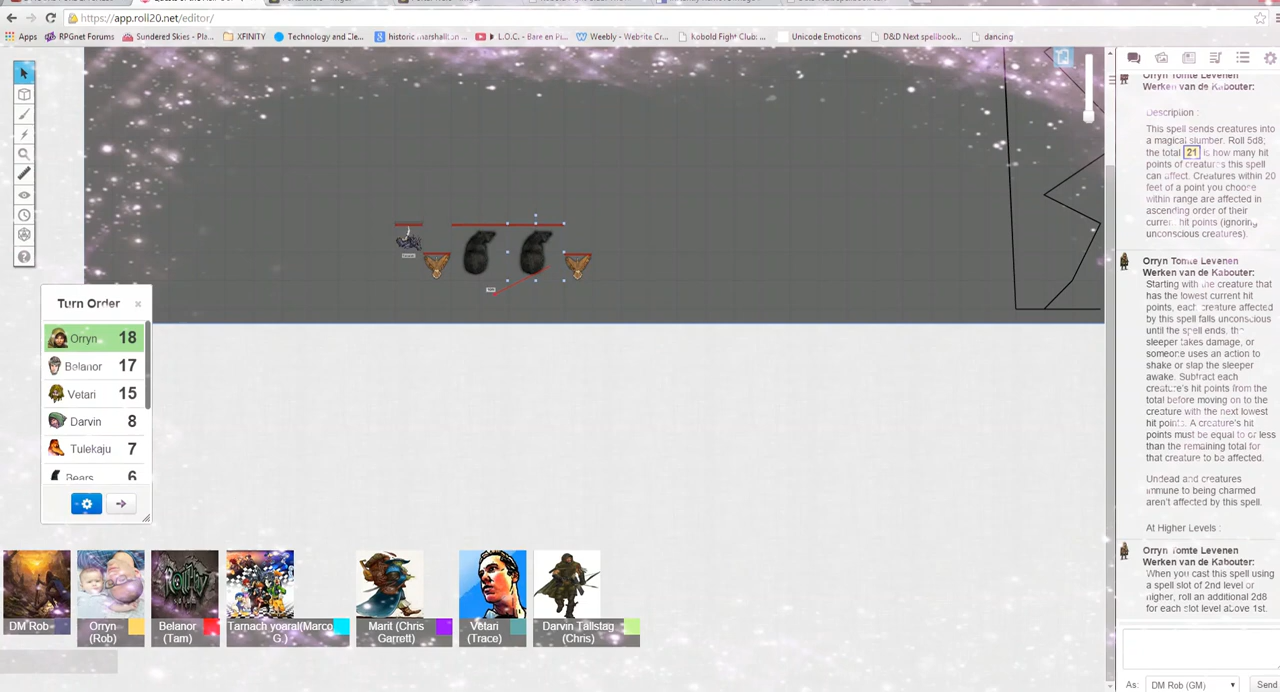 https://app.roll20.net/editor/
Apps
RPGnet Forums
Sundered Skies - Pla...
XFINITY
Technology and Ele...
historic marshallton ...
L.O.C. - Bare en Pi...
Weebly - Website Cr...
Kobold Fight Club: ...
Unicode Emoticons
D&D Next spellbook...
dancing
Turn Order
×
Orryn 18
Belanor 17
Vetari 15
Darvin 8
Tulekaju 7
Bears 6
DM Rob
Orryn
(Rob)
Belanor
(Tam)
Tamach yoaral(Marco
G.)
Marit (Chris
Garrett)
Vetari
(Trace)
Darvin Tallstag
(Chris)
Orryn Tomte Levenen
Werken van de Kabouter:
Description :
This spell sends creatures into
a magical slumber. Roll 5d8;
the total 21 is how many hit
points of creatures this spell
can affect. Creatures within 20
feet of a point you choose
within range are affected in
ascending order of their
current hit points (ignoring
unconscious creatures).
Orryn Tomte Levenen
Werken van de Kabouter:
Starting with the creature that
has the lowest current hit
points, each creature affected
by this spell falls unconscious
until the spell ends, the
sleeper takes damage, or
someone uses an action to
shake or slap the sleeper
awake. Subtract each
creature's hit points from the
total before moving on to the
creature with the next lowest
hit points. A creature's hit
points must be equal to or less
than the remaining total for
that creature to be affected.
Undead and creatures
immune to being charmed
aren't affected by this spell.
At Higher Levels :
Orryn Tomte Levenen
Werken van de Kabouter:
When you cast this spell using
a spell slot of 2nd level or
higher, roll an additional 2d8
for each slot level above 1st.
As: DM Rob (GM)
Send